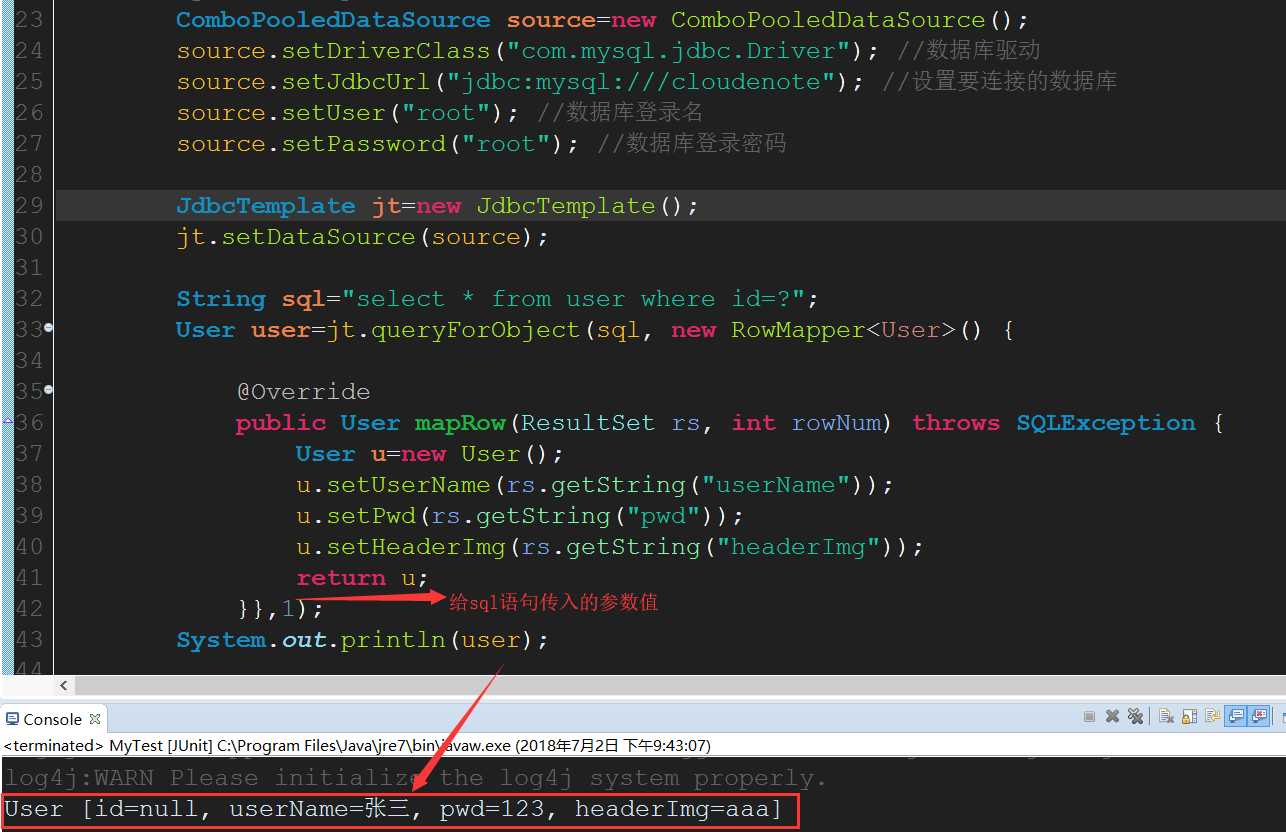 23 ComboPooledDataSource source=new ComboPooledDataSource();
24 source.setDriverClass("com.mysql.jdbc.Driver"); //数据库驱动
25 source.setJdbcUrl("jdbc:mysql:///cloudenote"); //设置要连接的数据库
26 source.setUser("root"); //数据库登录名
27 source.setPassword("root"); //数据库登录密码
28
29 JdbcTemplate jt=new JdbcTemplate();
30 jt.setDataSource(source);
31
32 String sql="select * from user where id=?";
33 User user=jt.queryForObject(sql, new RowMapper<User>() {
34
35 @Override
36 public User mapRow(ResultSet rs, int rowNum) throws SQLException {
37 User u=new User();
38 u.setUserName(rs.getString("userName"));
39 u.setPwd(rs.getString("pwd"));
40 u.setHeaderImg(rs.getString("headerImg"));
41 return u;
42 }},1); 给sql语句传入的参数值
43 System.out.println(user);
44
Console
<terminated> MyTest [JUnit] C:\Program Files\Java\jre7\bin\javaw.exe (2018年7月2日 下午9:43:07)
log4j:WARN Please initialize the log4j system properly.
User [id=null, userName=张三, pwd=123, headerImg=aaa]